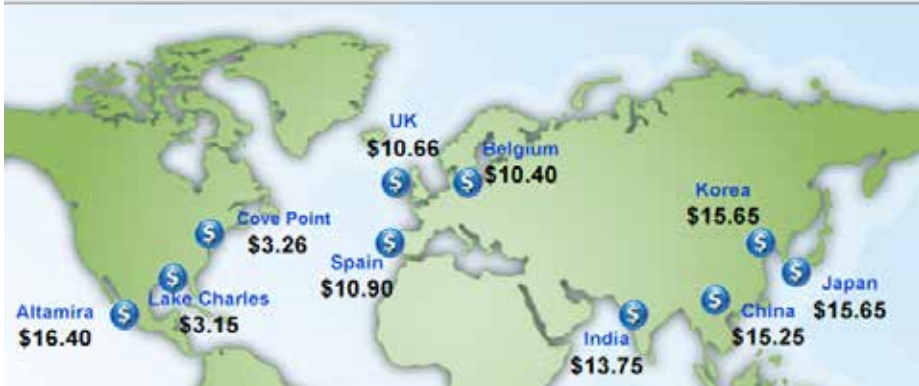 UK
$10.66
Belgium
$10.40
Korea
$15.65
Cove Point
$3.26
Spain
$10.90
Lake Charles
$3.15
Altamira
$16.40
Japan
$15.65
China
$15.25
India
$13.75